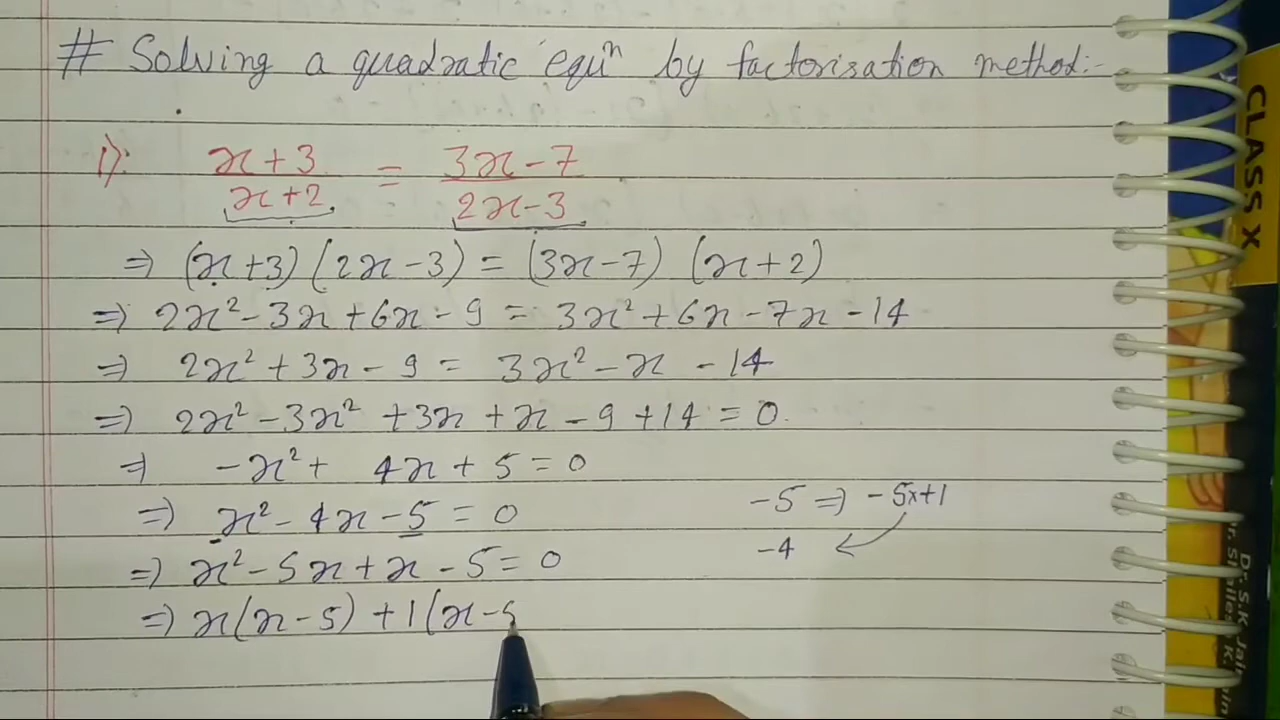 # Solving a quadratic equⁿ by factorisation method:-
1): x+3 / x+2 = 3x-7 / 2x-3
⇒ (x+3)(2x-3) = (3x-7) (x+2)
⇒ 2x²-3x+6x-9 = 3x²+6x-7x-14
⇒ 2x²+3x-9 = 3x²-x-14
⇒ 2x²-3x²+3x+x-9+14 = 0.
⇒ -x²+4x+5=0
⇒ x²-4x-5=0
-5 ⇒ -5x+1
-4
⇒ x²-5x+x-5=0
⇒ x(x-5)+1(x-5
CLASS X
Dr. S.K. Jain